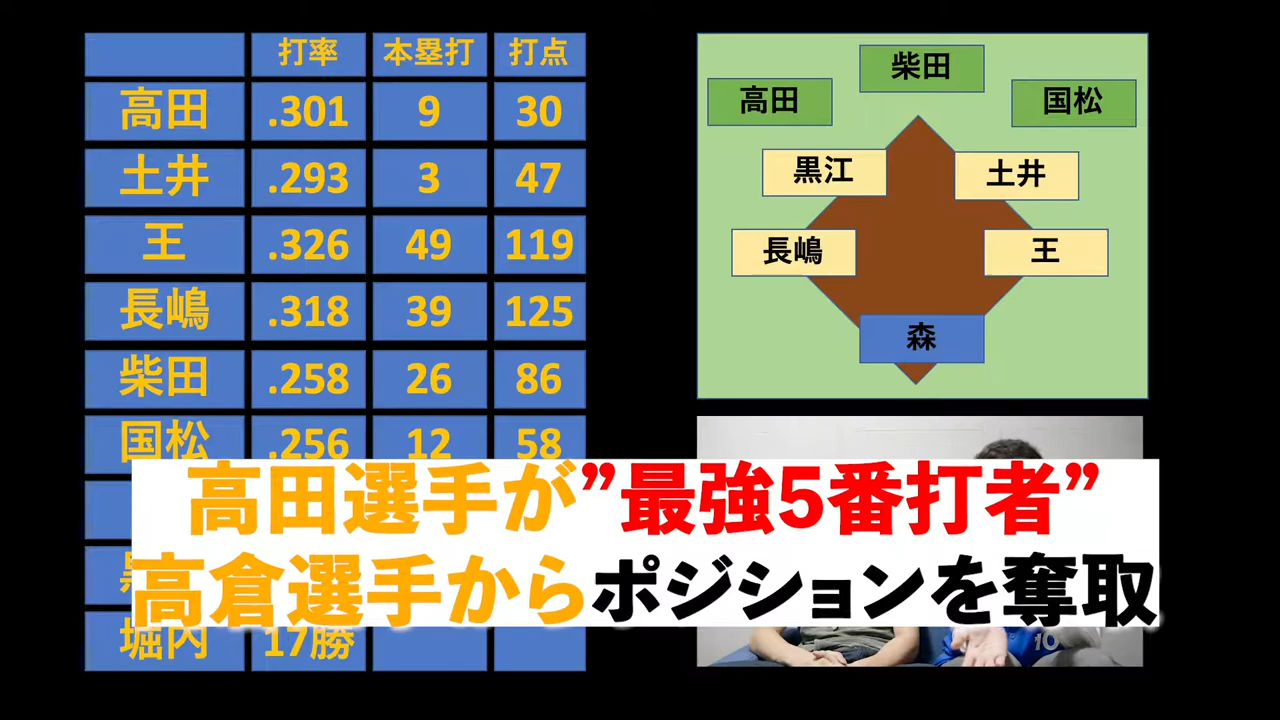 打率 本塁打 打点
高田 .301 9 30
土井 .293 3 47
王 .326 49 119
長嶋 .318 39 125
柴田 .258 26 86
国松 .256 12 58
堀内 17勝
柴田
高田
国松
黒江
土井
長嶋
王
森
高田選手が”最強5番打者”
高倉選手からポジションを奪取
10